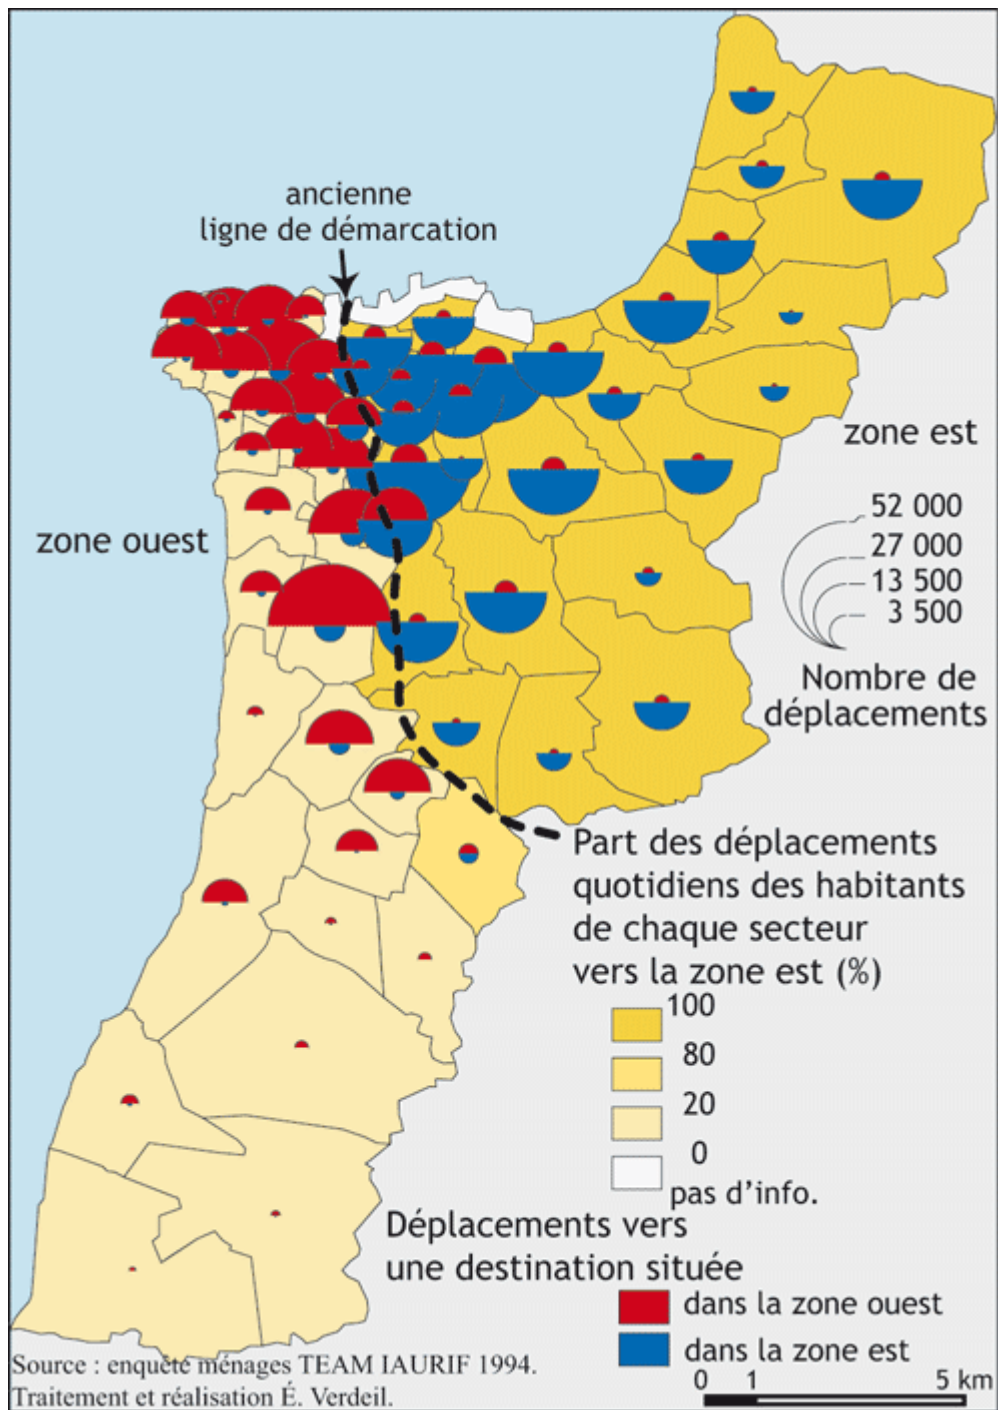 ancienne
ligne de démarcation
zone est
zone ouest
52 000
27 000
13 500
3 500
Nombre de
déplacements
Part des déplacements
quotidiens des habitants
de chaque secteur
vers la zone est (%)
100
80
20
0
pas d’info.
Déplacements vers
une destination située
dans la zone ouest
dans la zone est
Source : enquête ménages TEAM IAURIF 1994.
Traitement et réalisation É. Verdeil.
0 1 5 km